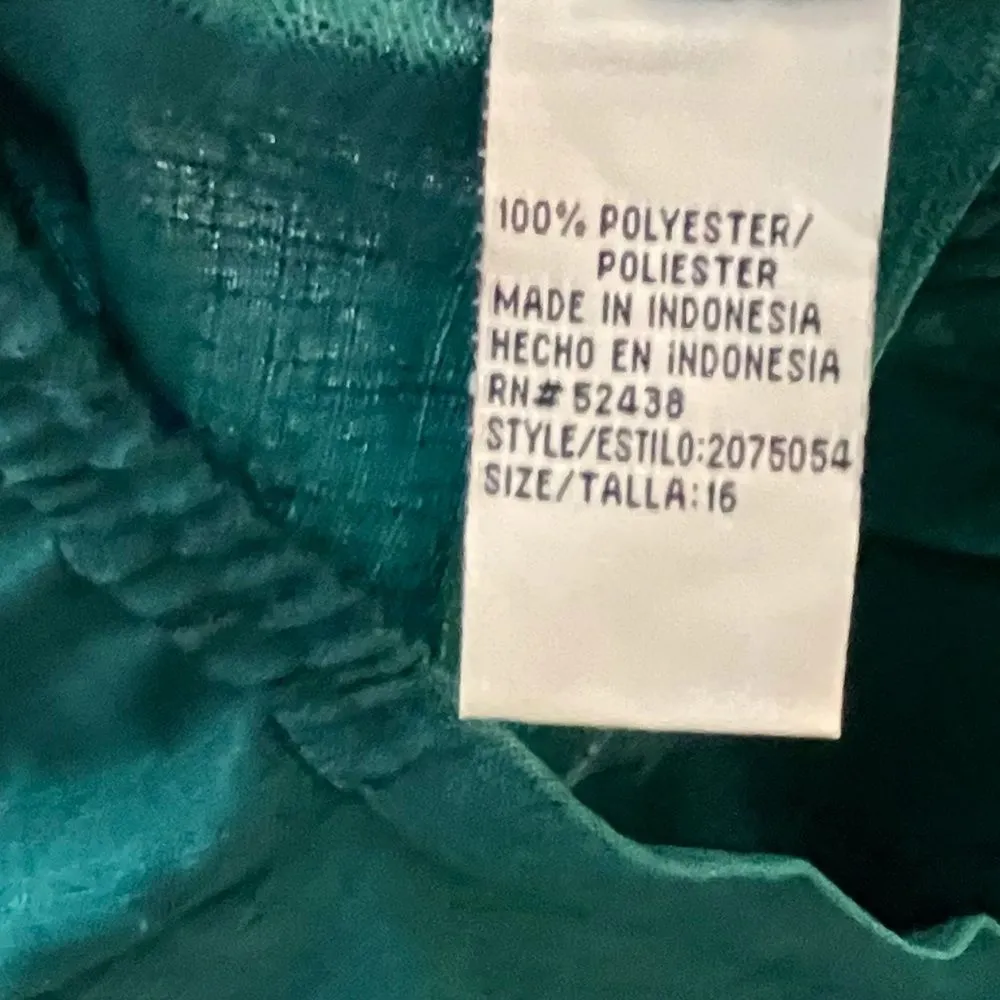 100% POLYESTER/
POLIESTER
MADE IN INDONESIA
HECHO EN INDONESIA
RN# 52438
STYLE/ESTILO:2075054
SIZE/TALLA:16